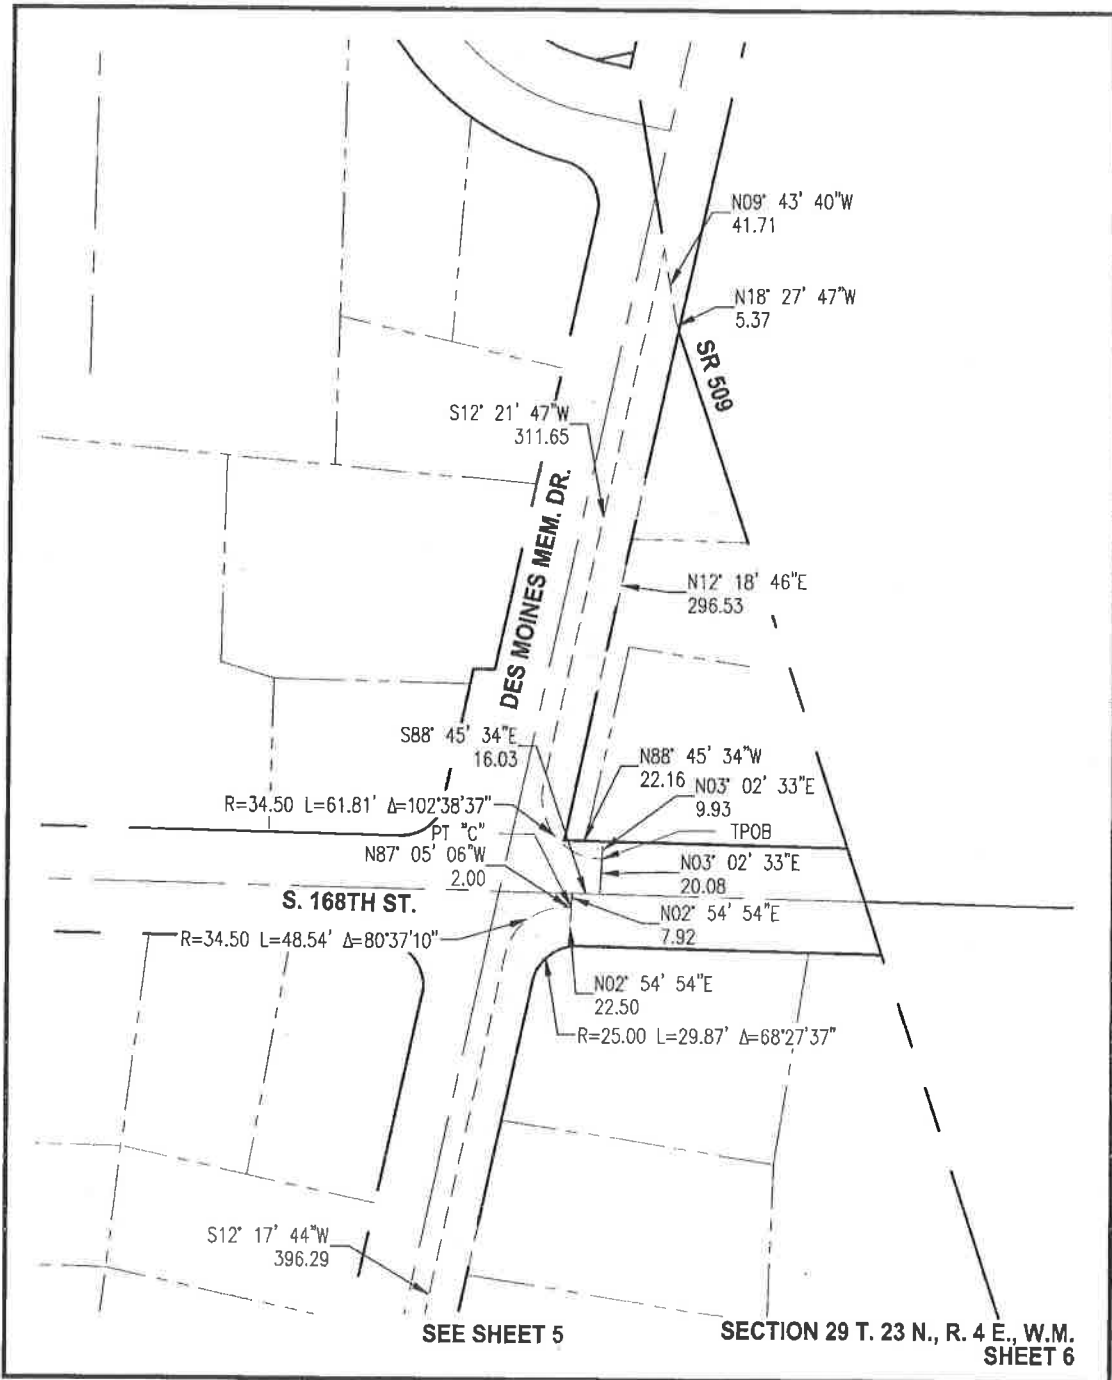 N09° 43' 40"W
41.71
N18° 27' 47"W
5.37
SR 509
S12° 21' 47"W
311.65
DES MOINES MEM. DR.
N12° 18' 46"E
296.53
S88° 45' 34"E
16.03
N88° 45' 34"W
22.16
N03° 02' 33"E
9.93
R=34.50 L=61.81' Δ=102°38'37"
PT "C"
TPOB
N87° 05' 06"W
2.00
N03° 02' 33"E
20.08
S. 168TH ST.
N02° 54' 54"E
7.92
R=34.50 L=48.54' Δ=80°37'10"
N02° 54' 54"E
22.50
R=25.00 L=29.87' Δ=68°27'37"
S12° 17' 44"W
396.29
SEE SHEET 5
SECTION 29 T. 23 N., R. 4 E., W.M.
SHEET 6